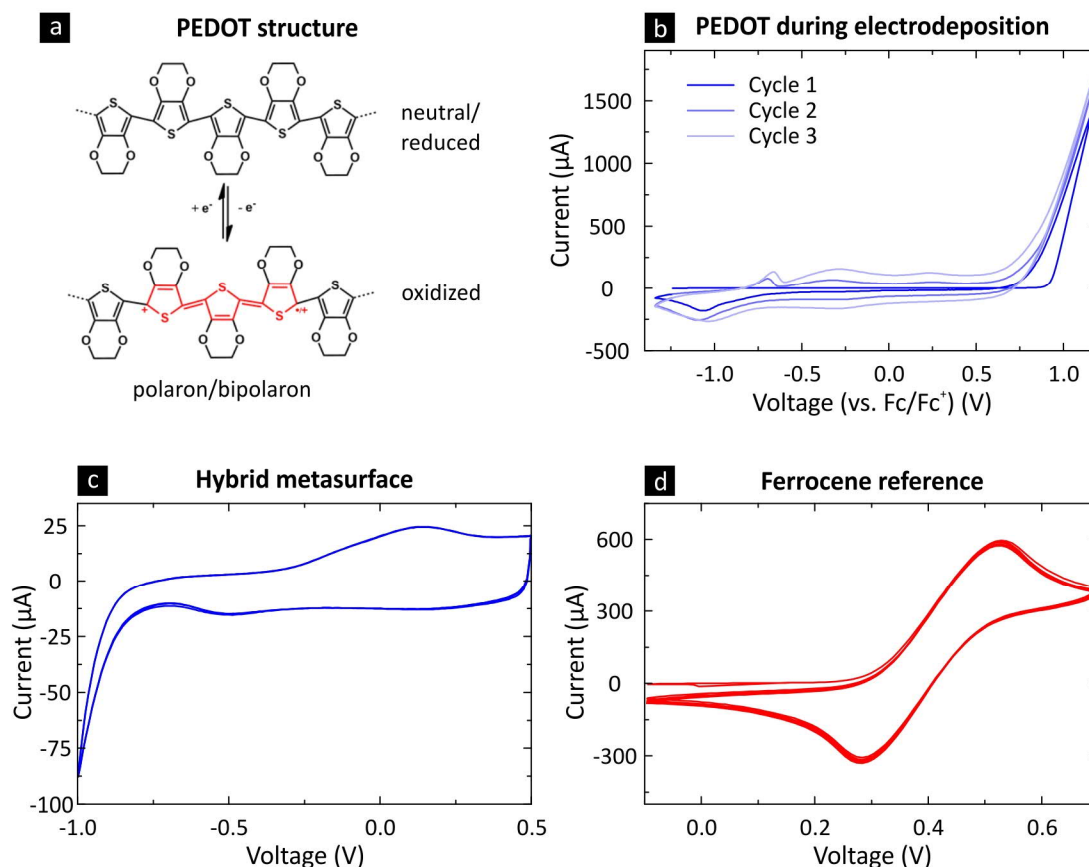 a
PEDOT structure
S
O O
O O
S
S
O O
O O
S
S
O O
neutral/
reduced
+ e⁻ - e⁻
O O
S
O O
+
S
S
O O
O O
S
•/+
S
O O
oxidized
polaron/bipolaron
b
PEDOT during electodeposition
Cycle 1
Cycle 2
Cycle 3
1500
1000
500
0
-500
Current (µA)
-1.0 -0.5 0.0 0.5 1.0
Voltage (vs. Fc/Fc⁺) (V)
c
Hybrid metasurface
25
0
-25
-50
-75
-100
Current (µA)
-1.0 -0.5 0.0 0.5
Voltage (V)
d
Ferrocene reference
600
300
0
-300
Current (µA)
0.0 0.2 0.4 0.6
Voltage (V)